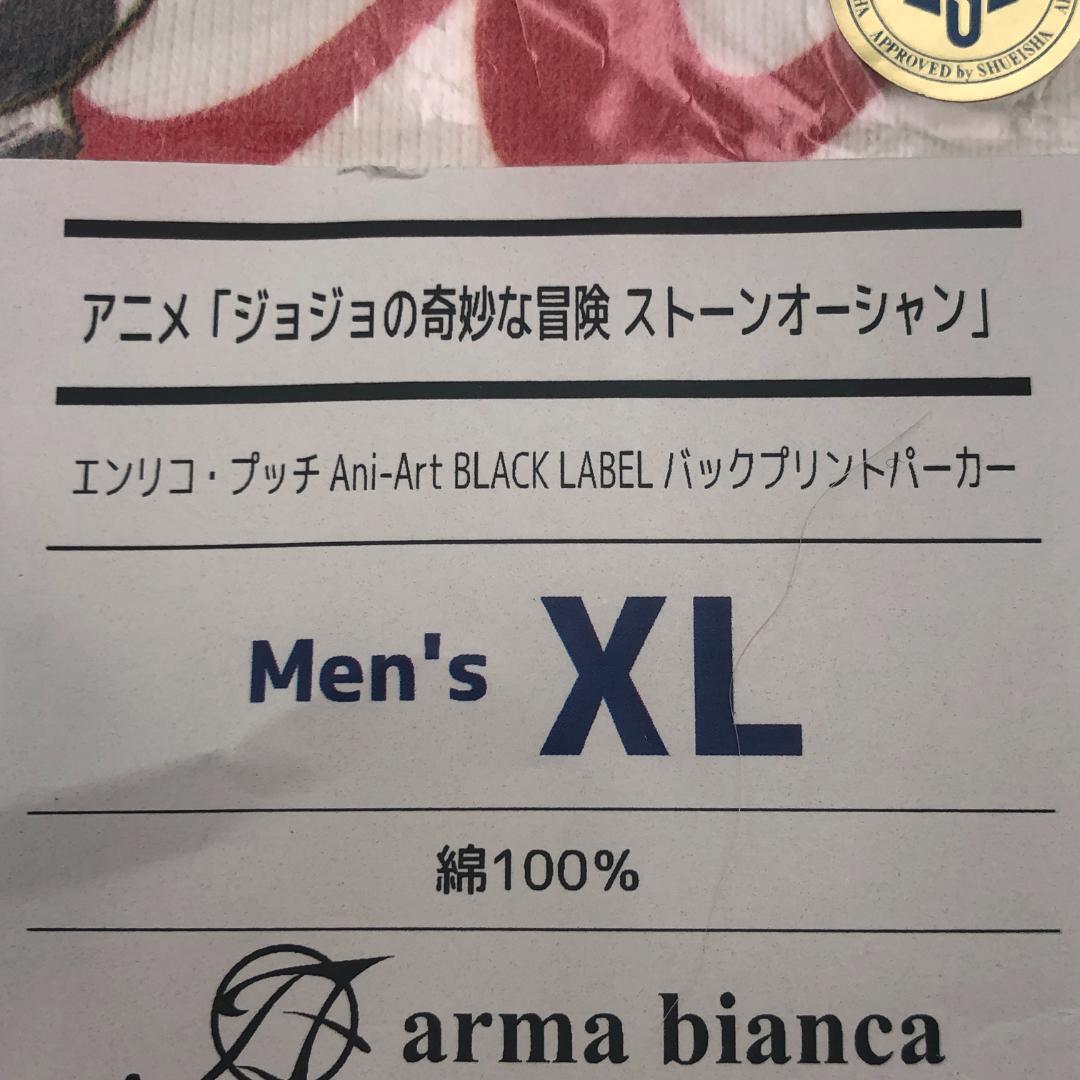 APPROVED by SHUEISHA
アニメ「ジョジョの奇妙な冒険 ストーンオーシャン」
エンリコ・プッチ Ani-Art BLACK LABEL バックプリントパーカー
Men's XL
綿100%
arma bianca